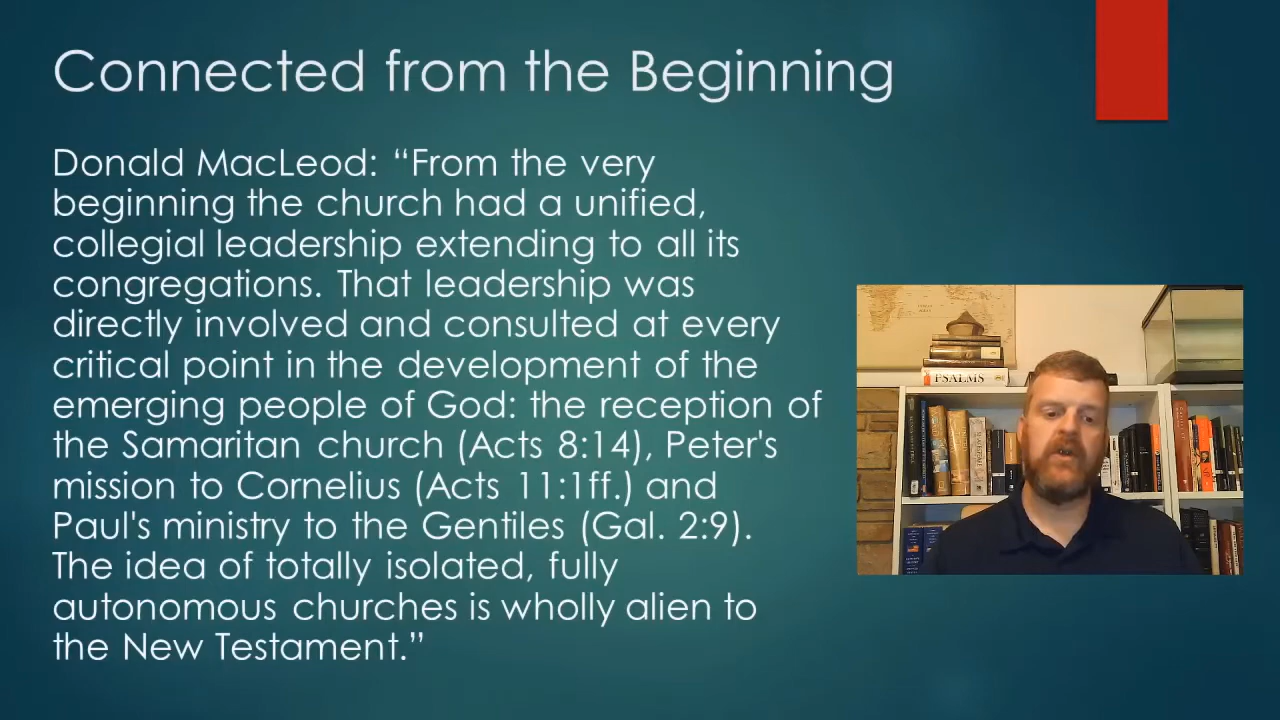 Connected from the Beginning
Donald MacLeod: “From the very
beginning the church had a unified,
collegial leadership extending to all its
congregations. That leadership was
directly involved and consulted at every
critical point in the development of the
emerging people of God: the reception of
the Samaritan church (Acts 8:14), Peter's
mission to Cornelius (Acts 11:1ff.) and
Paul's ministry to the Gentiles (Gal. 2:9).
The idea of totally isolated, fully
autonomous churches is wholly alien to
the New Testament.”
PSALMS